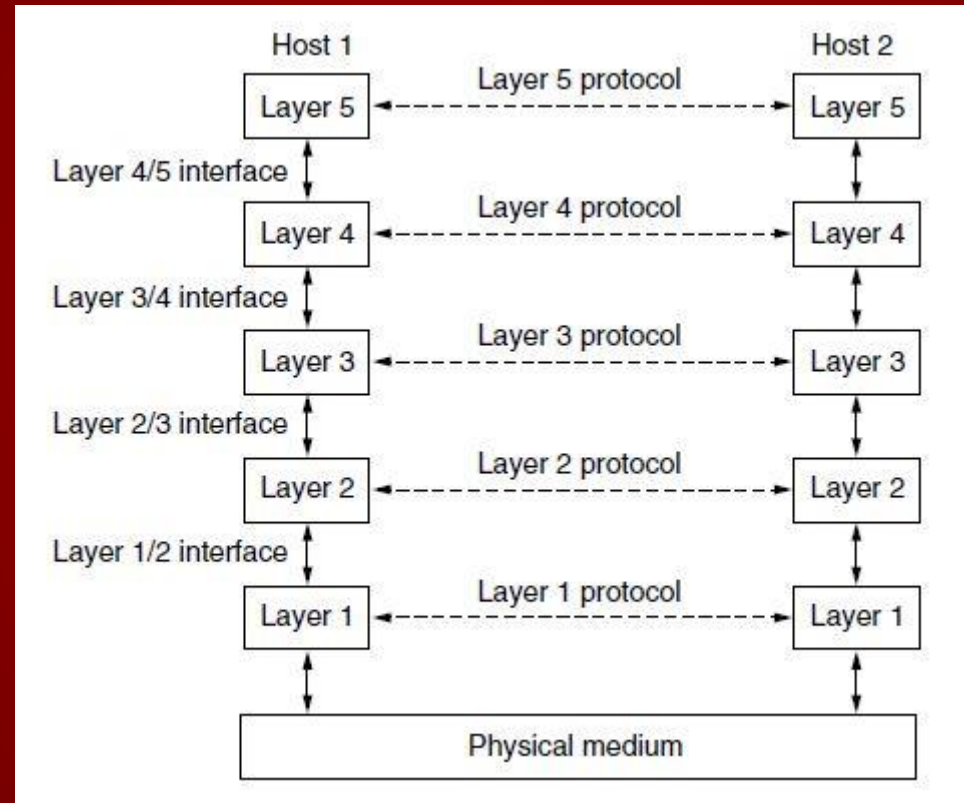 Host 1
Host 2
Layer 5 protocol
Layer 5
Layer 5
Layer 4/5 interface
Layer 4 protocol
Layer 4
Layer 4
Layer 3/4 interface
Layer 3 protocol
Layer 3
Layer 3
Layer 2/3 interface
Layer 2 protocol
Layer 2
Layer 2
Layer 1/2 interface
Layer 1 protocol
Layer 1
Layer 1
Physical medium